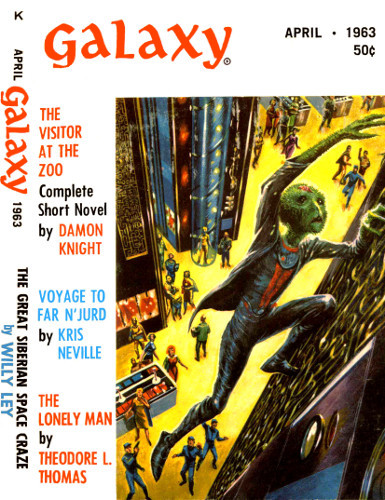 K
APRIL
Galaxy
1963
THE GREAT SIBERIAN SPACE CRAZE
by WILLY LEY
Galaxy®
APRIL • 1963
50¢
THE
VISITOR
AT THE
ZOO
Complete
Short Novel
by DAMON
KNIGHT
VOYAGE TO
FAR N'JURD
by KRIS
NEVILLE
THE
LONELY MAN
by
THEODORE L.
THOMAS